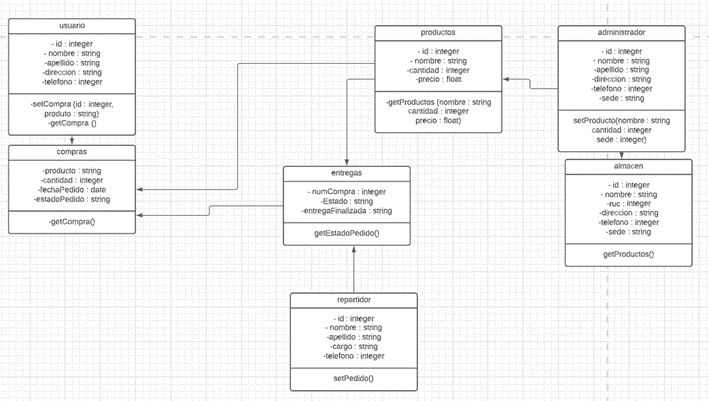 usuario
- id : integer
- nombre : string
- apellido : string
- direccion : string
- telefono : integer
-setCompra (id : integer,
produto : string)
-getCompra ()
compras
-producto : string
-cantidad : integer
-fechaPedido : date
-estadoPedido : string
-getCompra()
productos
- id : integer
- nombre : string
-cantidad : integer
-precio : float
-getProductos (nombre : string
cantidad : integer
precio : float)
entregas
- numCompra : integer
-Estado : string
-entregaFinalizada : string
getEstadoPedido()
repartidor
- id : integer
- nombre : string
- apellido : string
- cargo : string
-telefono : integer
setPedido()
administrador
- id : integer
- nombre : string
- apellido : string
-direccion : string
-telefono : integer
- sede : string
setProducto(nombre : string
cantidad : integer
sede : integer)
almacen
- id : integer
- nombre : string
-ruc : integer
-direccion : string
-telefono : integer
-sede : string
getProductos()